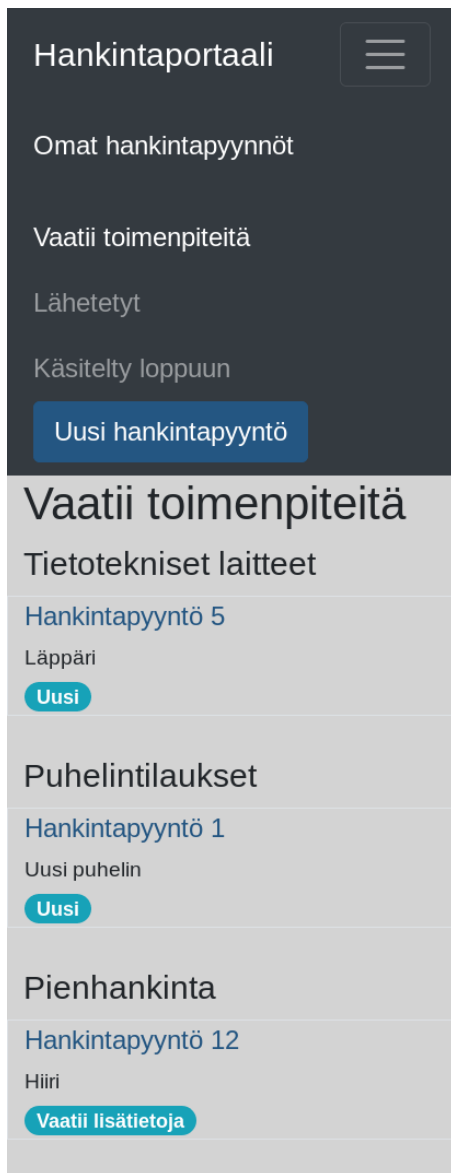 Hankintaportaali
Omat hankintapyynnöt
Vaatii toimenpiteitä
Lähetetyt
Käsitelty loppuun
Uusi hankintapyyntö
Vaatii toimenpiteitä
Tietotekniset laitteet
Hankintapyyntö 5
Läppäri
Uusi
Puhelintilaukset
Hankintapyyntö 1
Uusi puhelin
Uusi
Pienhankinta
Hankintapyyntö 12
Hiiri
Vaatii lisätietoja